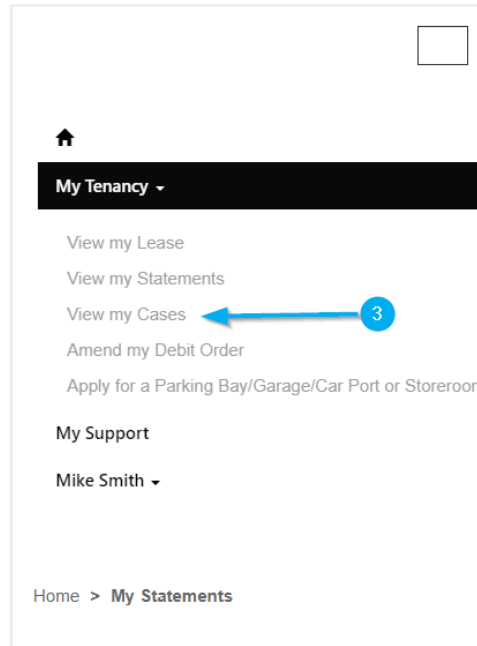 My Tenancy
View my Lease
View my Statements
View my Cases
3
Amend my Debit Order
Apply for a Parking Bay/Garage/Car Port or Storeroor
My Support
Mike Smith
Home > My Statements